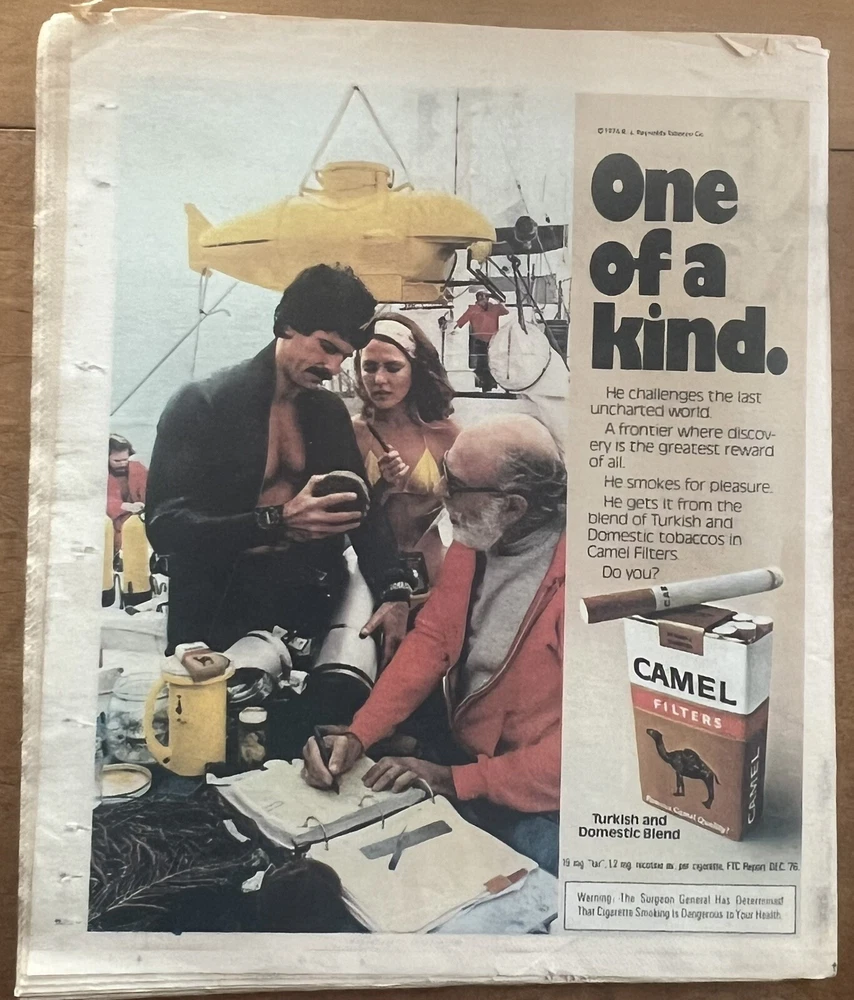 © 1976 R. J. Reynolds Tobacco Co.
One
of a
kind.
He challenges the last
uncharted world.
A frontier where discov-
ery is the greatest reward
of all.
He smokes for pleasure.
He gets it from the
blend of Turkish and
Domestic tobaccos in
Camel Filters.
Do you?
CAMEL
FILTERS
CAMEL
Famous Camel Quality!
Turkish and
Domestic Blend
19 mg. "tar", 1.2 mg. nicotine av. per cigarette, FTC Report DEC. '76.
Warning: The Surgeon General Has Determined
That Cigarette Smoking Is Dangerous to Your Health.